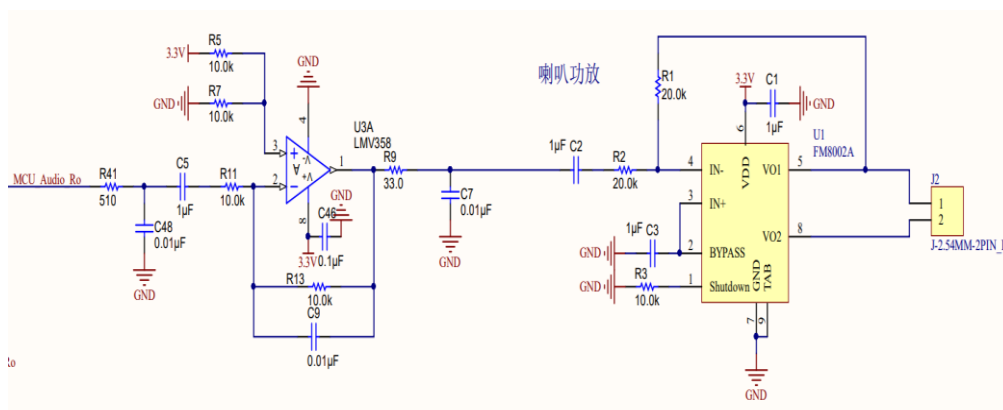 喇叭功放
R5
3.3V
10.0k
R7
GND
10.0k
GND
4
U3A
LMV358
3
+
V-
A
V+
−
2
1
8
MCU_Audio_Ro
R41
510
C5
1µF
R11
10.0k
C48
0.01µF
GND
GND
C46
0.1µF
3.3V
R13
10.0k
C9
0.01µF
R9
33.0
C7
0.01µF
GND
1µF
C2
R2
20.0k
R1
20.0k
3.3V
C1
1µF
GND
U1
FM8002A
6
VDD
4
IN-
VO1
5
3
IN+
1µF
C3
GND
2
BYPASS
VO2
8
GND
R3
10.0k
1
Shutdown
GND
TAB
7
9
GND
J2
1
2
J-2.54MM-2PIN_
Ro